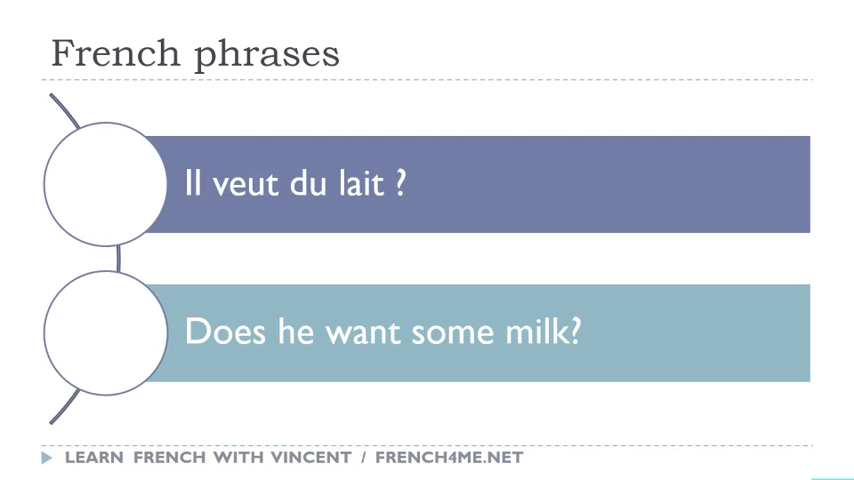 French phrases
Il veut du lait ?
Does he want some milk?
LEARN FRENCH WITH VINCENT / FRENCH4ME.NET